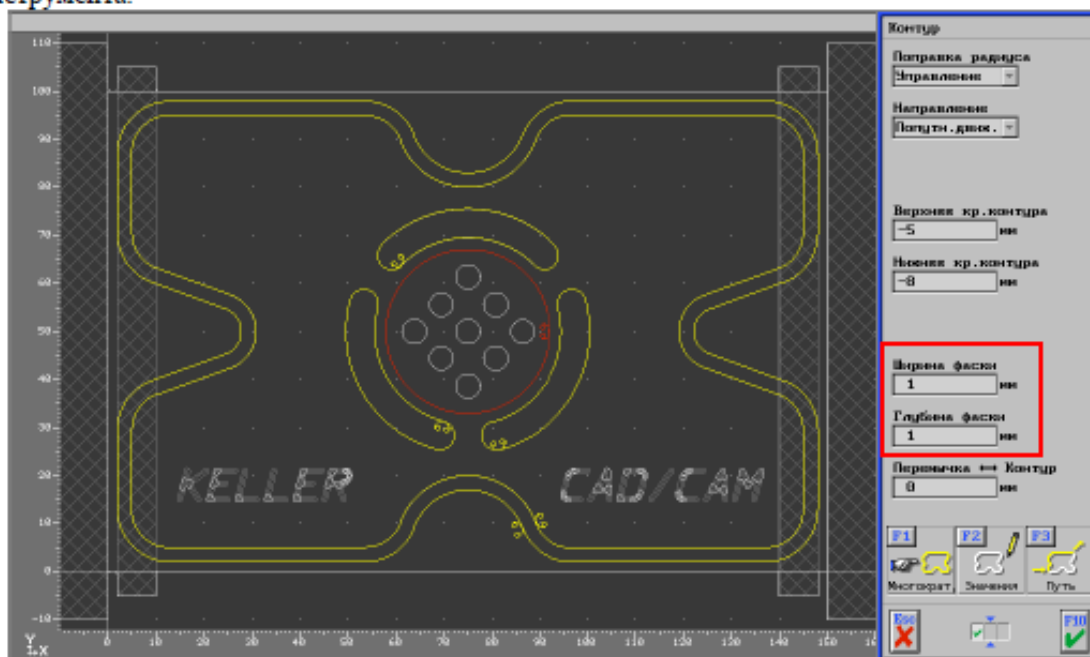 Контур
Поправка радиуса
Управление
Направление
Попутн.движ.
Верхняя кр.контура
-5 мм
Нижняя кр.контура
-8 мм
Ширина фаски
1 мм
Глубина фаски
1 мм
Перемычка ↔ Контур
0 мм
F1 F2 F3
Многократ. Значения Путь
Esc F10
110
100
90
80
70
60
50
40
30
20
10
0
-10
KELLER CAD/CAM
Y
X
0 10 20 30 40 50 60 70 80 90 100 110 120 130 140 150